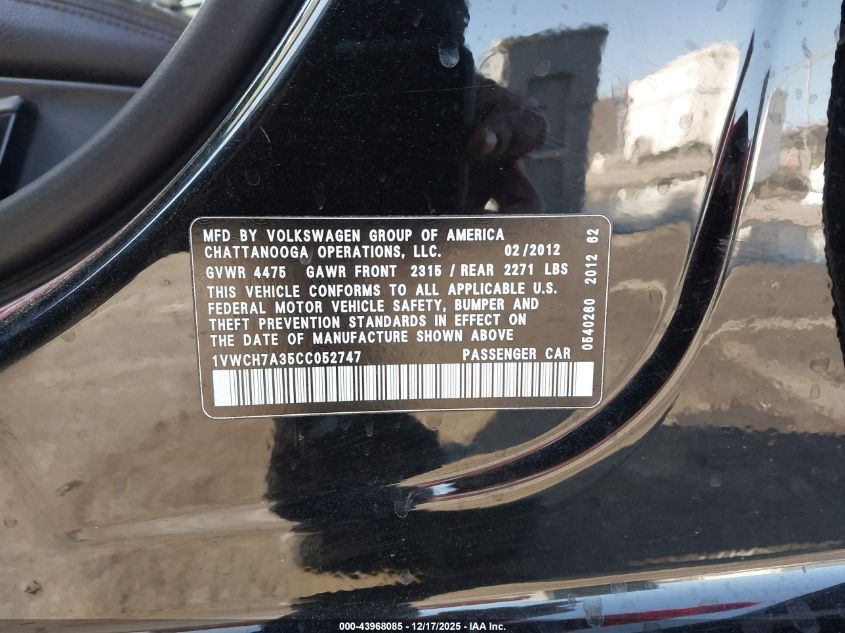 MFD BY VOLKSWAGEN GROUP OF AMERICA
CHATTANOOGA OPERATIONS, LLC. 02/2012
GVWR 4475 GAWR FRONT 2315 / REAR 2271 LBS
THIS VEHICLE CONFORMS TO ALL APPLICABLE U.S.
FEDERAL MOTOR VEHICLE SAFETY, BUMPER AND
THEFT PREVENTION STANDARDS IN EFFECT ON
THE DATE OF MANUFACTURE SHOWN ABOVE
1VWCH7A35CC052747 PASSENGER CAR
0540260 2012 62
000-43968085 - 12/17/2025 - IAA Inc.